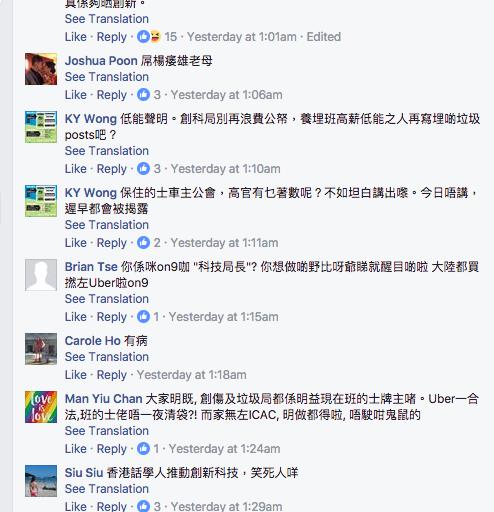 真係夠晒創新。
See Translation
Like · Reply · 15 · Yesterday at 1:01am · Edited
Joshua Poon 屌楊瘻雄老母
See Translation
Like · Reply · 3 · Yesterday at 1:06am
KY Wong 低能聲明。創科局別再浪費公帑，養埋班高薪低能之人再寫埋啲垃圾
posts吧？
See Translation
Like · Reply · 3 · Yesterday at 1:10am
KY Wong 保住的士車主公會，高官有乜著數呢？不如坦白講出嚟。今日唔講，
遲早都會被揭露
See Translation
Like · Reply · 2 · Yesterday at 1:11am
Brian Tse 你係咪on9咖 "科技局長"? 你想做啲野比呀爺睇就醒目啲啦 大陸都買
撚左Uber啦on9
See Translation
Like · Reply · 1 · Yesterday at 1:15am
Carole Ho 有病
See Translation
Like · Reply · Yesterday at 1:18am
love
is
love
Man Yiu Chan 大家明既, 創傷及垃圾局都係明益現在班的士牌主啫。Uber一合
法,班的士佬唔一夜清袋?! 而家無左ICAC, 明做都得啦, 唔駛咁鬼鼠的
See Translation
Like · Reply · 1 · Yesterday at 1:24am
Siu Siu 香港話學人推動創新科技，笑死人咩
See Translation
Like · Reply · 3 · Yesterday at 1:29am